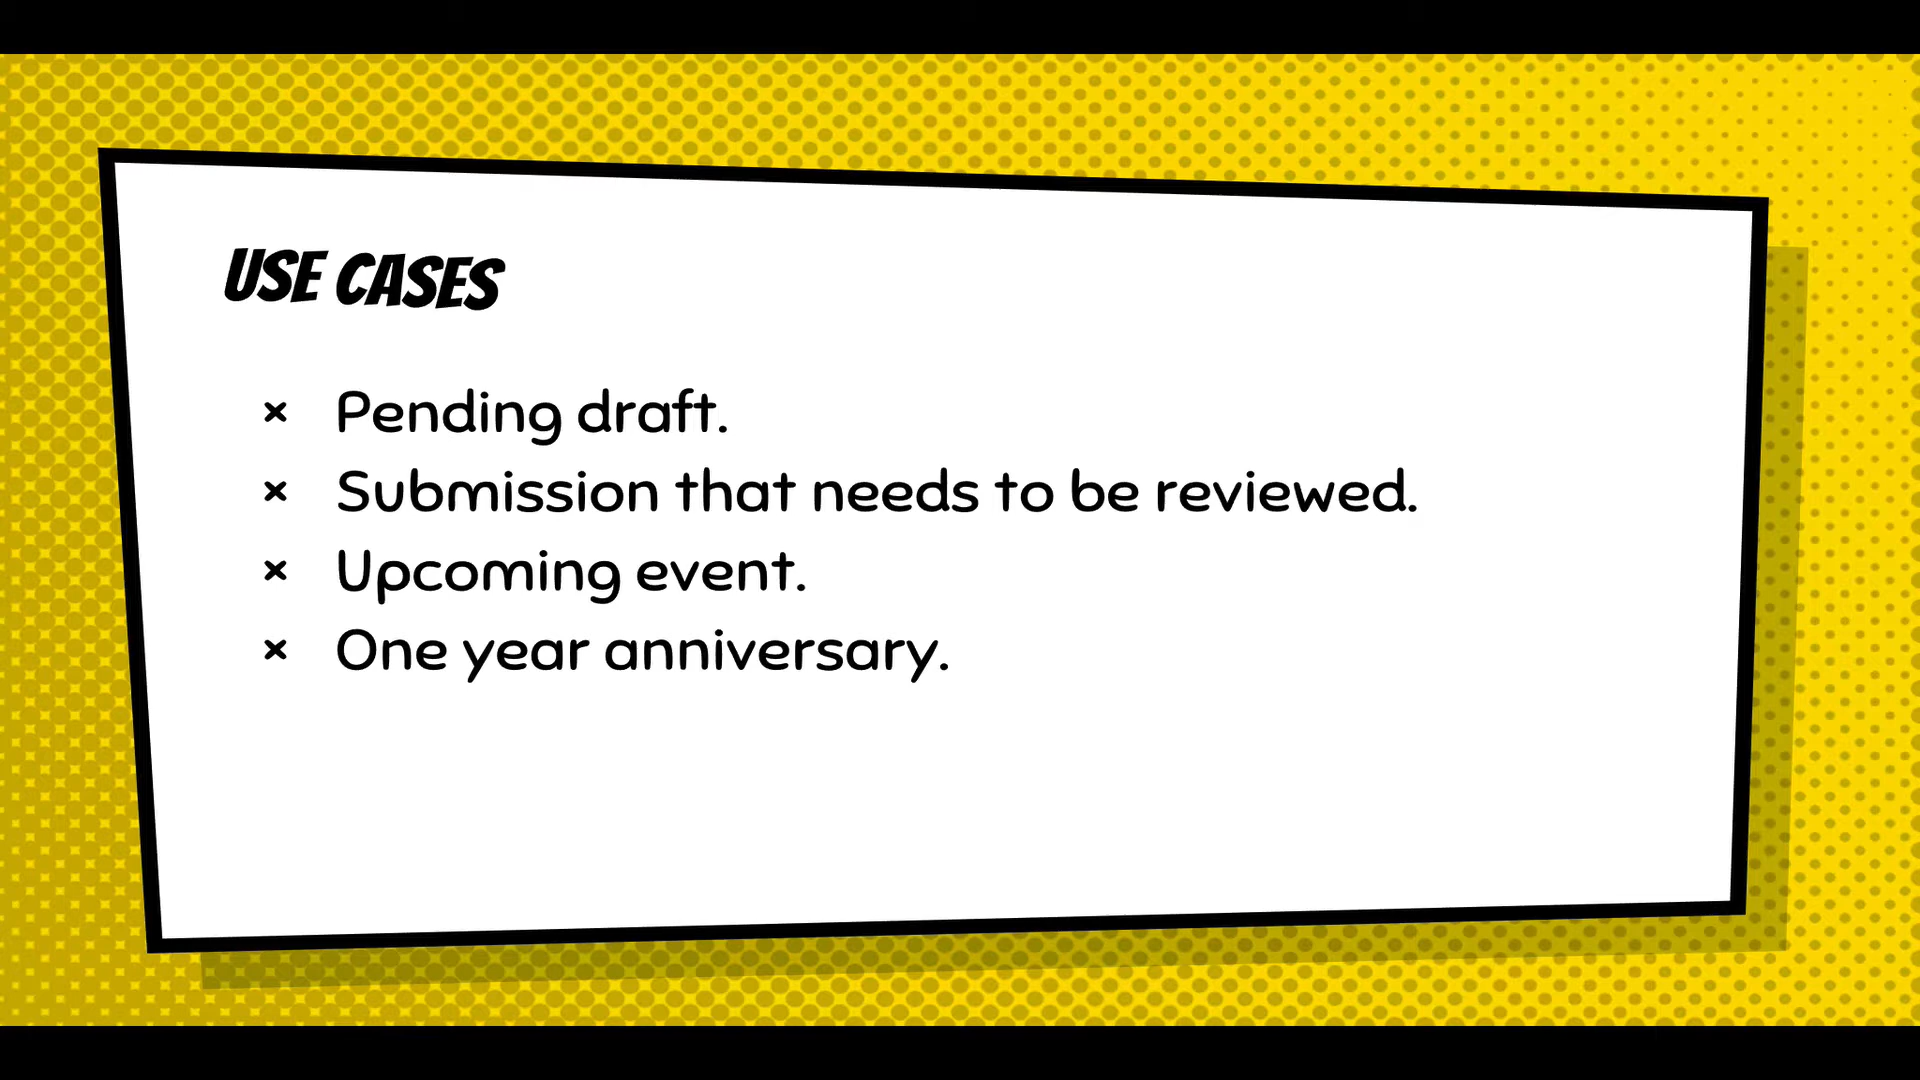 USE CASES
× Pending draft.
× Submission that needs to be reviewed.
× Upcoming event.
× One year anniversary.